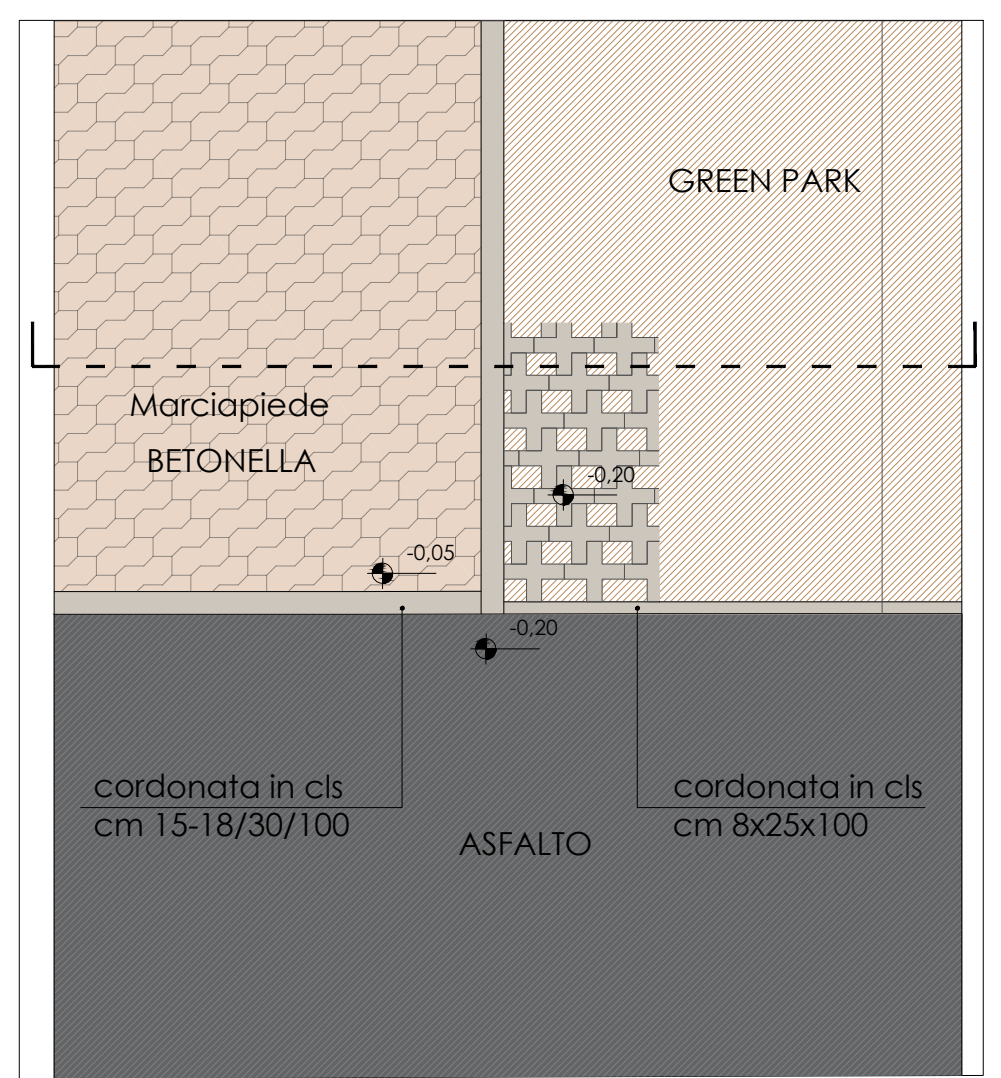 GREEN PARK
Marciapiede
BETONELLA
-0,20
-0,05
-0,20
cordonata in cls
cm 15-18/30/100
cordonata in cls
cm 8x25x100
ASFALTO